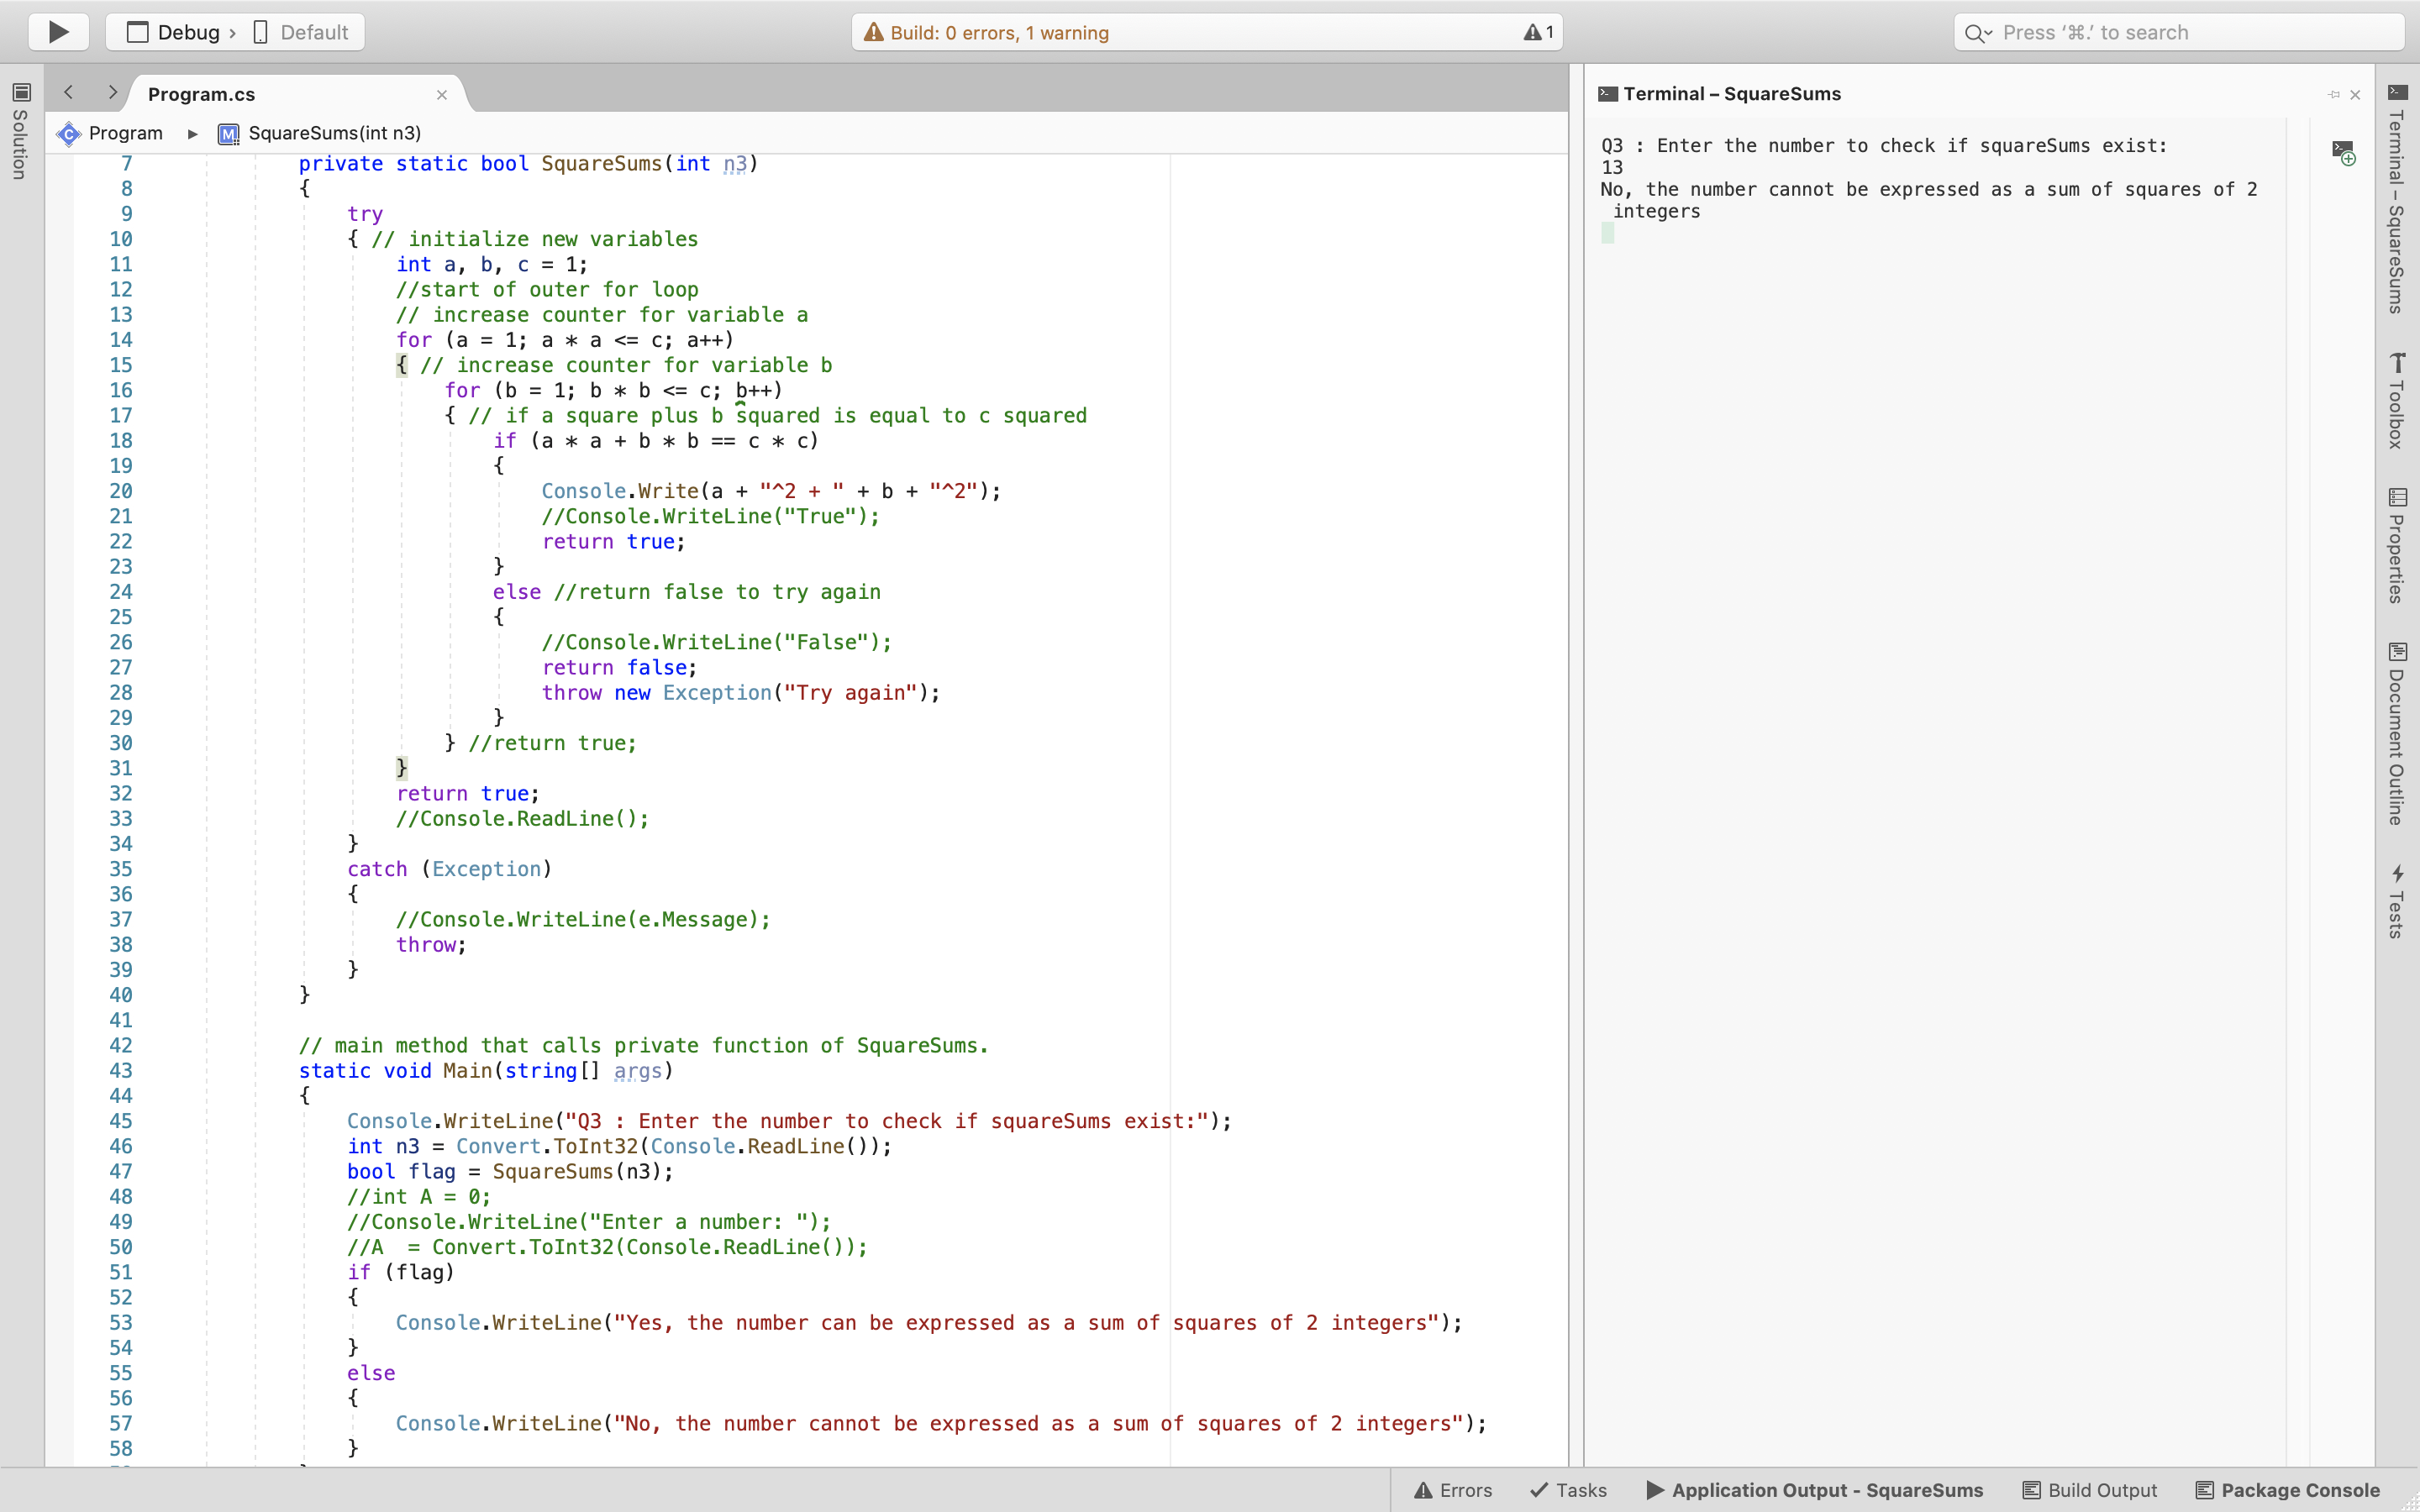 Debug › Default
Build: 0 errors, 1 warning
1
Press ‘⌘.’ to search
Solution
Program.cs
Program ▸ SquareSums(int n3)
7 private static bool SquareSums(int n3)
8 {
9 try
10 { // initialize new variables
11 int a, b, c = 1;
12 //start of outer for loop
13 // increase counter for variable a
14 for (a = 1; a * a <= c; a++)
15 { // increase counter for variable b
16 for (b = 1; b * b <= c; b++)
17 { // if a square plus b squared is equal to c squared
18 if (a * a + b * b == c * c)
19 {
20 Console.Write(a + "^2 + " + b + "^2");
21 //Console.WriteLine("True");
22 return true;
23 }
24 else //return false to try again
25 {
26 //Console.WriteLine("False");
27 return false;
28 throw new Exception("Try again");
29 }
30 } //return true;
31 }
32 return true;
33 //Console.ReadLine();
34 }
35 catch (Exception)
36 {
37 //Console.WriteLine(e.Message);
38 throw;
39 }
40 }
41
42 // main method that calls private function of SquareSums.
43 static void Main(string[] args)
44 {
45 Console.WriteLine("Q3 : Enter the number to check if squareSums exist:");
46 int n3 = Convert.ToInt32(Console.ReadLine());
47 bool flag = SquareSums(n3);
48 //int A = 0;
49 //Console.WriteLine("Enter a number: ");
50 //A  = Convert.ToInt32(Console.ReadLine());
51 if (flag)
52 {
53 Console.WriteLine("Yes, the number can be expressed as a sum of squares of 2 integers");
54 }
55 else
56 {
57 Console.WriteLine("No, the number cannot be expressed as a sum of squares of 2 integers");
58 }
Terminal – SquareSums
Q3 : Enter the number to check if squareSums exist:
13
No, the number cannot be expressed as a sum of squares of 2
integers
Terminal – SquareSums
Toolbox
Properties
Document Outline
Tests
Errors
Tasks
Application Output - SquareSums
Build Output
Package Console